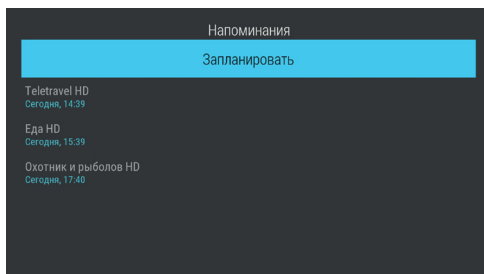 Напоминания
Запланировать
Teletravel HD
Сегодня, 14:39
Еда HD
Сегодня, 15:39
Охотник и рыболов HD
Сегодня, 17:40